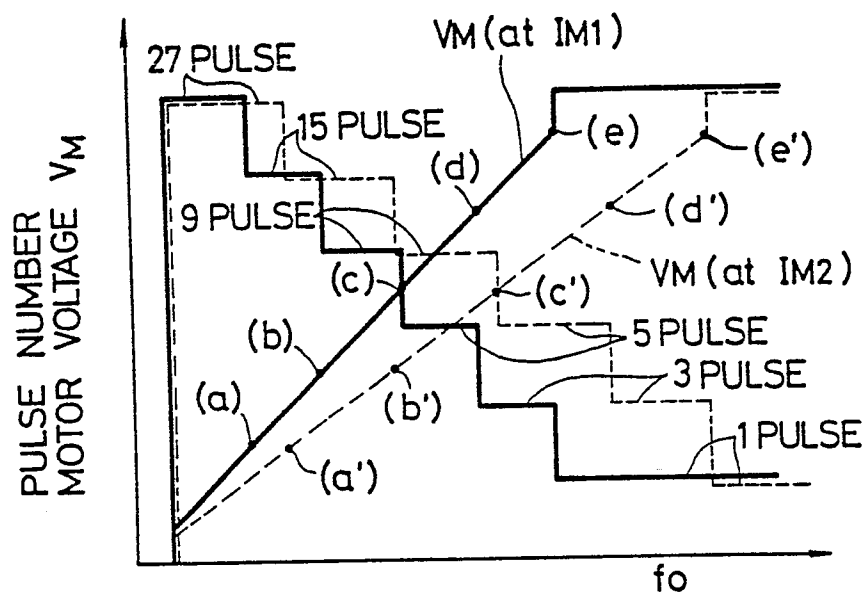 VM (at IM1)
27 PULSE
15 PULSE
(e)
(d)
(e')
9 PULSE
(d')
(c)
(c')
VM (at IM2)
(b)
5 PULSE
(b')
3 PULSE
(a)
(a')
1 PULSE
PULSE NUMBER
MOTOR VOLTAGE VM
fo